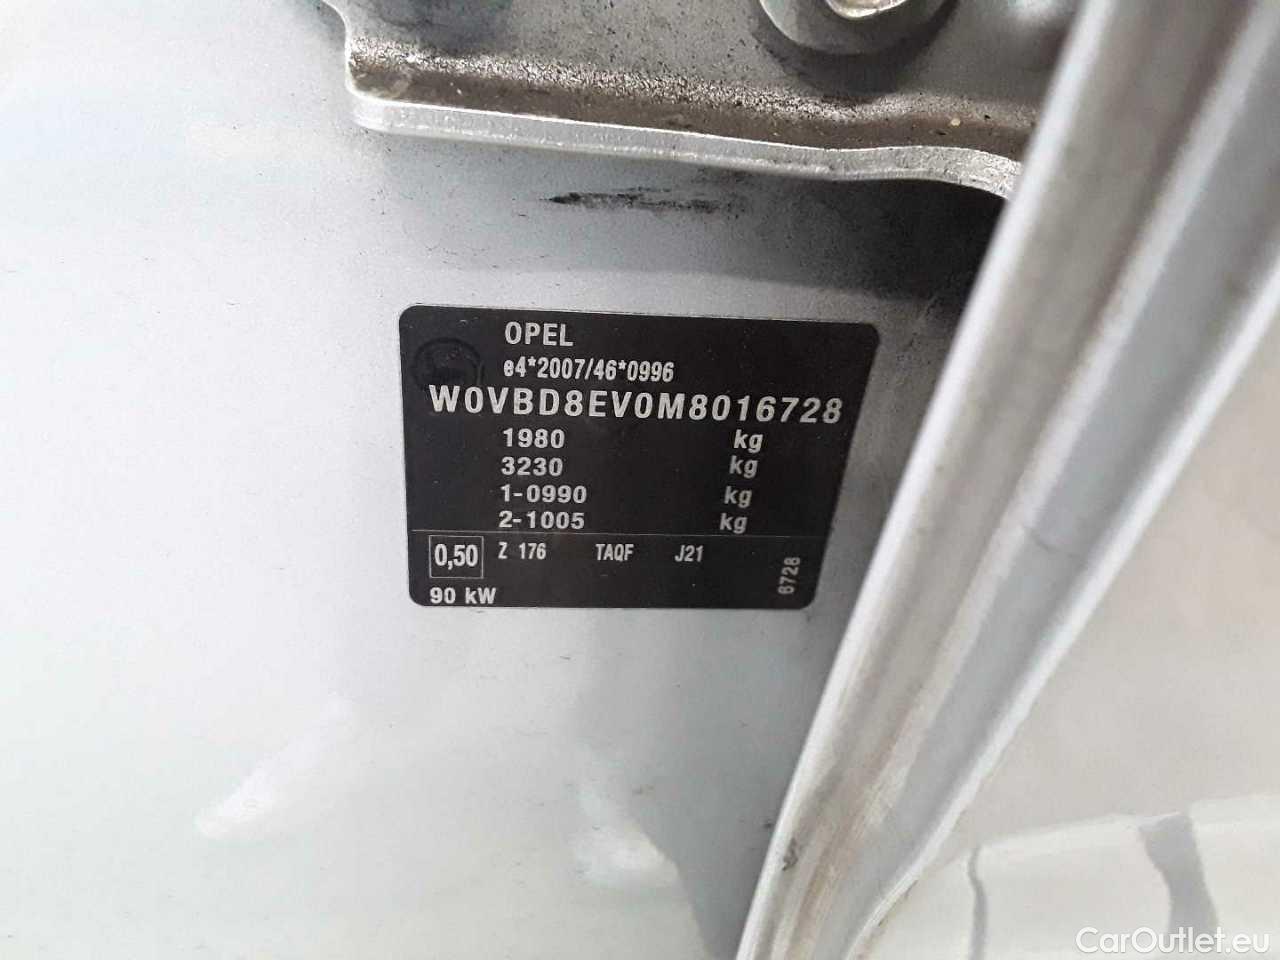 OPEL
e4*2007/46*0996
W0VBD8EV0M8016728
1980 kg
3230 kg
1-0990 kg
2-1005 kg
0,50 Z 176 TAQF J21 6728
90 kW
CarOutlet.eu